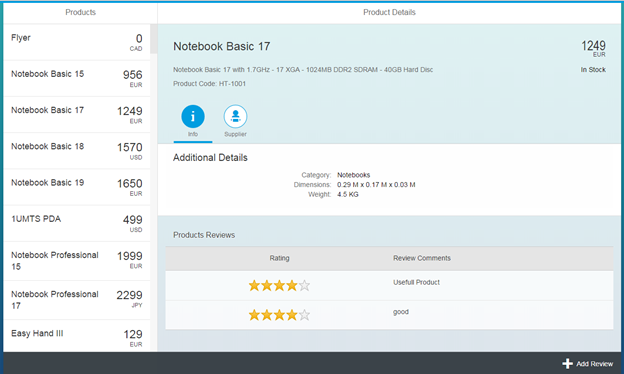 Products
Flyer
0
CAD
Notebook Basic 15
956
EUR
Notebook Basic 17
1249
EUR
Notebook Basic 18
1570
USD
Notebook Basic 19
1650
EUR
1UMTS PDA
499
USD
Notebook Professional
15
1999
EUR
Notebook Professional
17
2299
JPY
Easy Hand III
129
EUR
Product Details
Notebook Basic 17
1249
EUR
Notebook Basic 17 with 1.7GHz - 17 XGA - 1024MB DDR2 SDRAM - 40GB Hard Disc
In Stock
Product Code: HT-1001
Info
Supplier
Additional Details
Category: Notebooks
Dimensions: 0.29 M x 0.17 M x 0.03 M
Weight: 4.5 KG
Products Reviews
Rating Review Comments
Usefull Product
good
Add Review